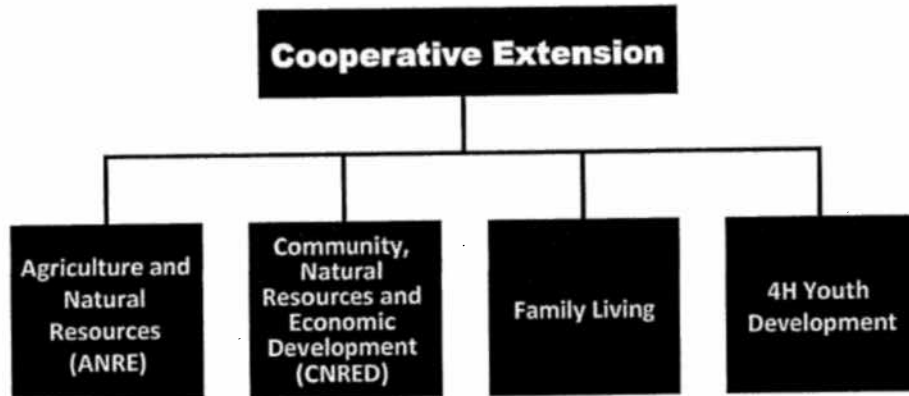 Cooperative Extension
Agriculture and
Natural
Resources
(ANRE)
Community,
Natural
Resources and
Economic
Development
(CNRED)
Family Living
4H Youth
Development